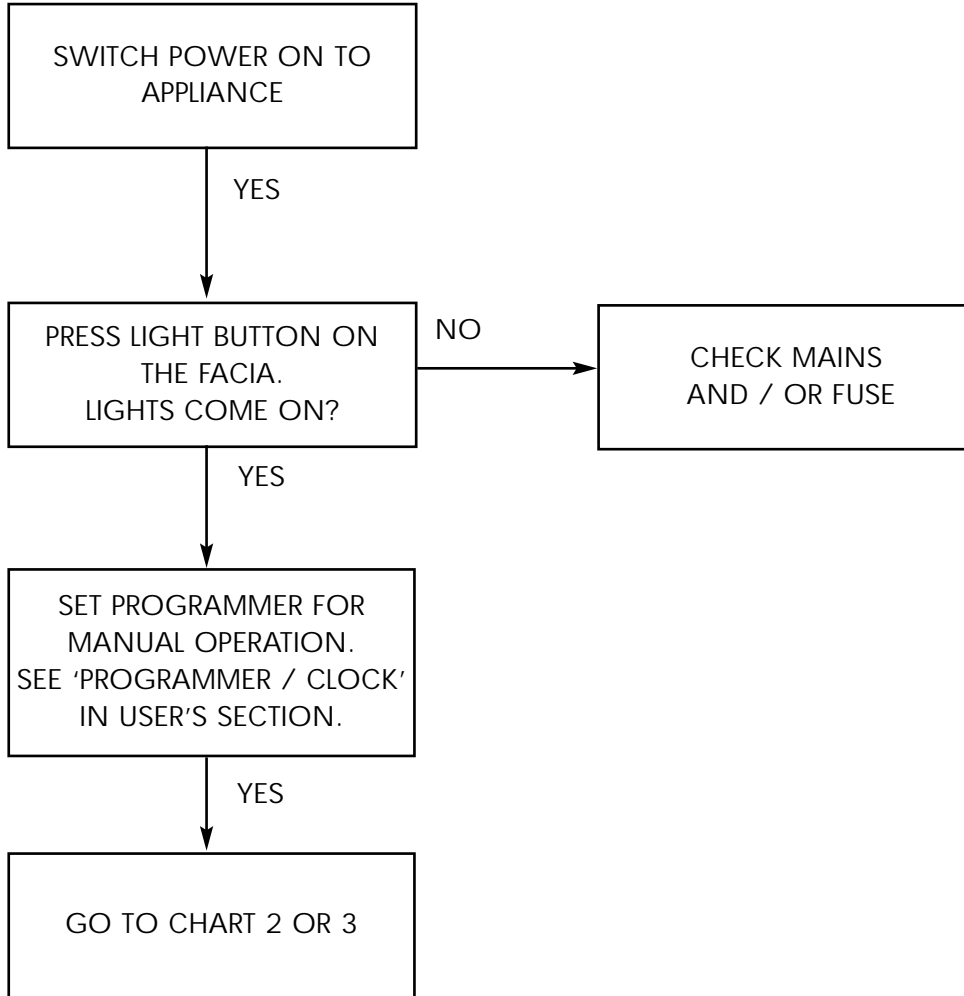 SWITCH POWER ON TO
APPLIANCE
YES
PRESS LIGHT BUTTON ON
THE FACIA.
LIGHTS COME ON?
NO
CHECK MAINS
AND / OR FUSE
YES
SET PROGRAMMER FOR
MANUAL OPERATION.
SEE ‘PROGRAMMER / CLOCK’
IN USER’S SECTION.
YES
GO TO CHART 2 OR 3